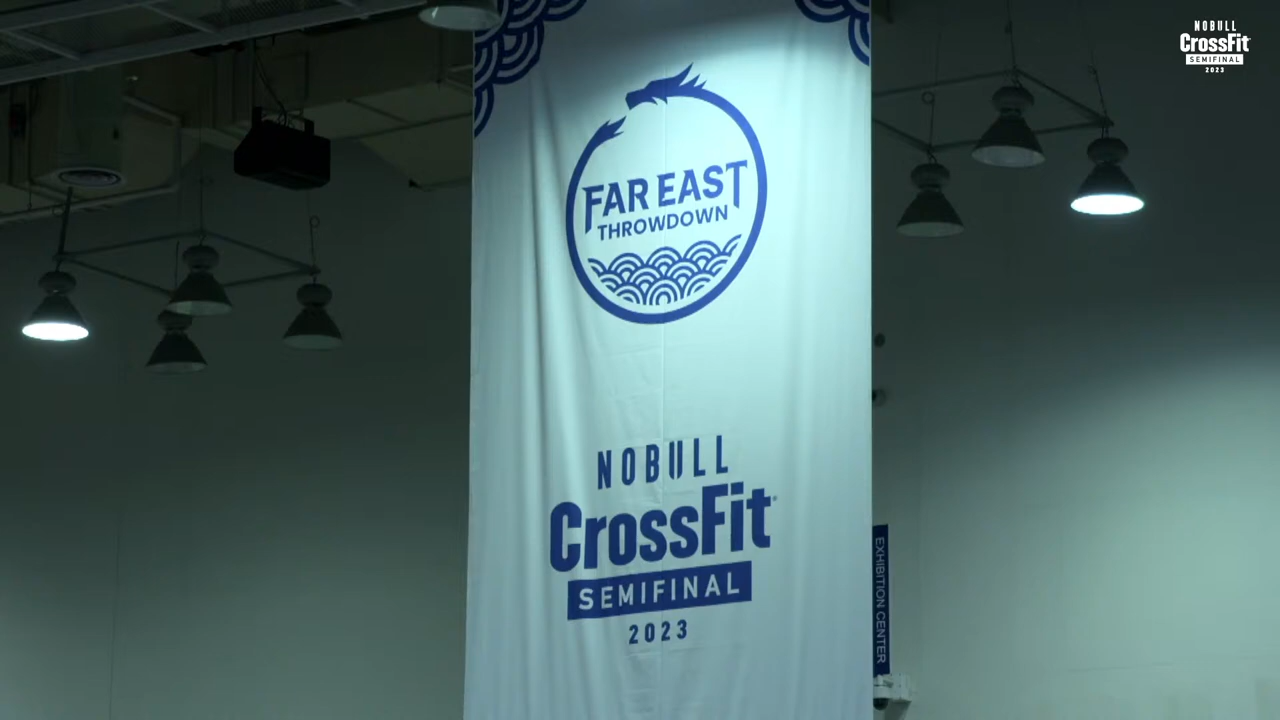 NOBULL
CrossFit
SEMIFINAL
2023
FAR EAST
THROWDOWN
NOBULL
CrossFit
SEMIFINAL
2023
EXHIBITION CENTER